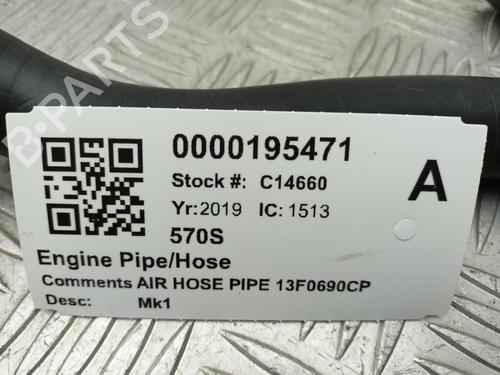 0000195471
Stock #: C14660
Yr: 2019 IC: 1513
A
570S
Engine Pipe/Hose
Comments AIR HOSE PIPE 13F0690CP
Desc: Mk1
B-PARTS